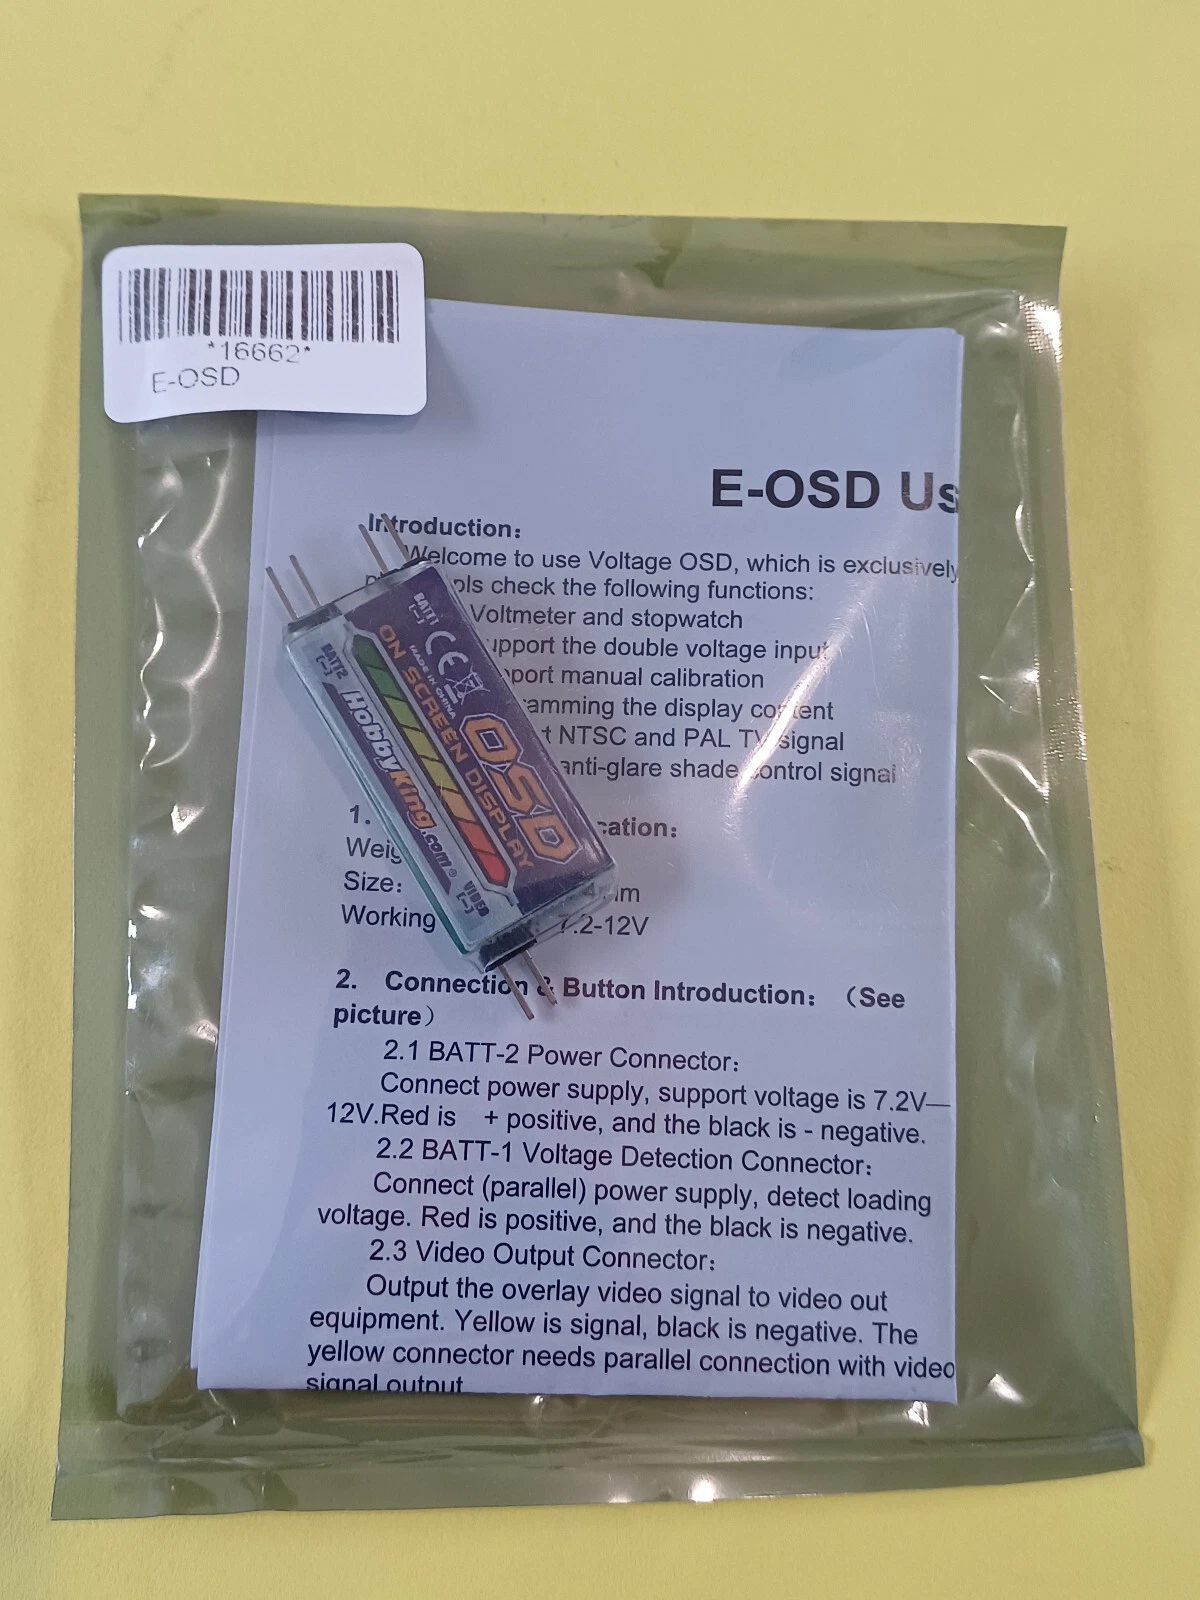 *16662*
E-OSD
E-OSD Us
Introduction:
Welcome to use Voltage OSD, which is exclusively
pls check the following functions:
Voltmeter and stopwatch
upport the double voltage input
port manual calibration
amming the display content
t NTSC and PAL TV signal
anti-glare shade control signal
1. cation:
Weig
Size: mm
Working 7.2-12V
2. Connection & Button Introduction: (See
picture)
2.1 BATT-2 Power Connector:
Connect power supply, support voltage is 7.2V—
12V.Red is + positive, and the black is - negative.
2.2 BATT-1 Voltage Detection Connector:
Connect (parallel) power supply, detect loading
voltage. Red is positive, and the black is negative.
2.3 Video Output Connector:
Output the overlay video signal to video out
equipment. Yellow is signal, black is negative. The
yellow connector needs parallel connection with video
signal output
BATT1
[-]
CE
MADE IN CHINA
OSD
ON SCREEN DISPLAY
BATT2
[-]
HobbyKing.com®
VIDEO
[-]